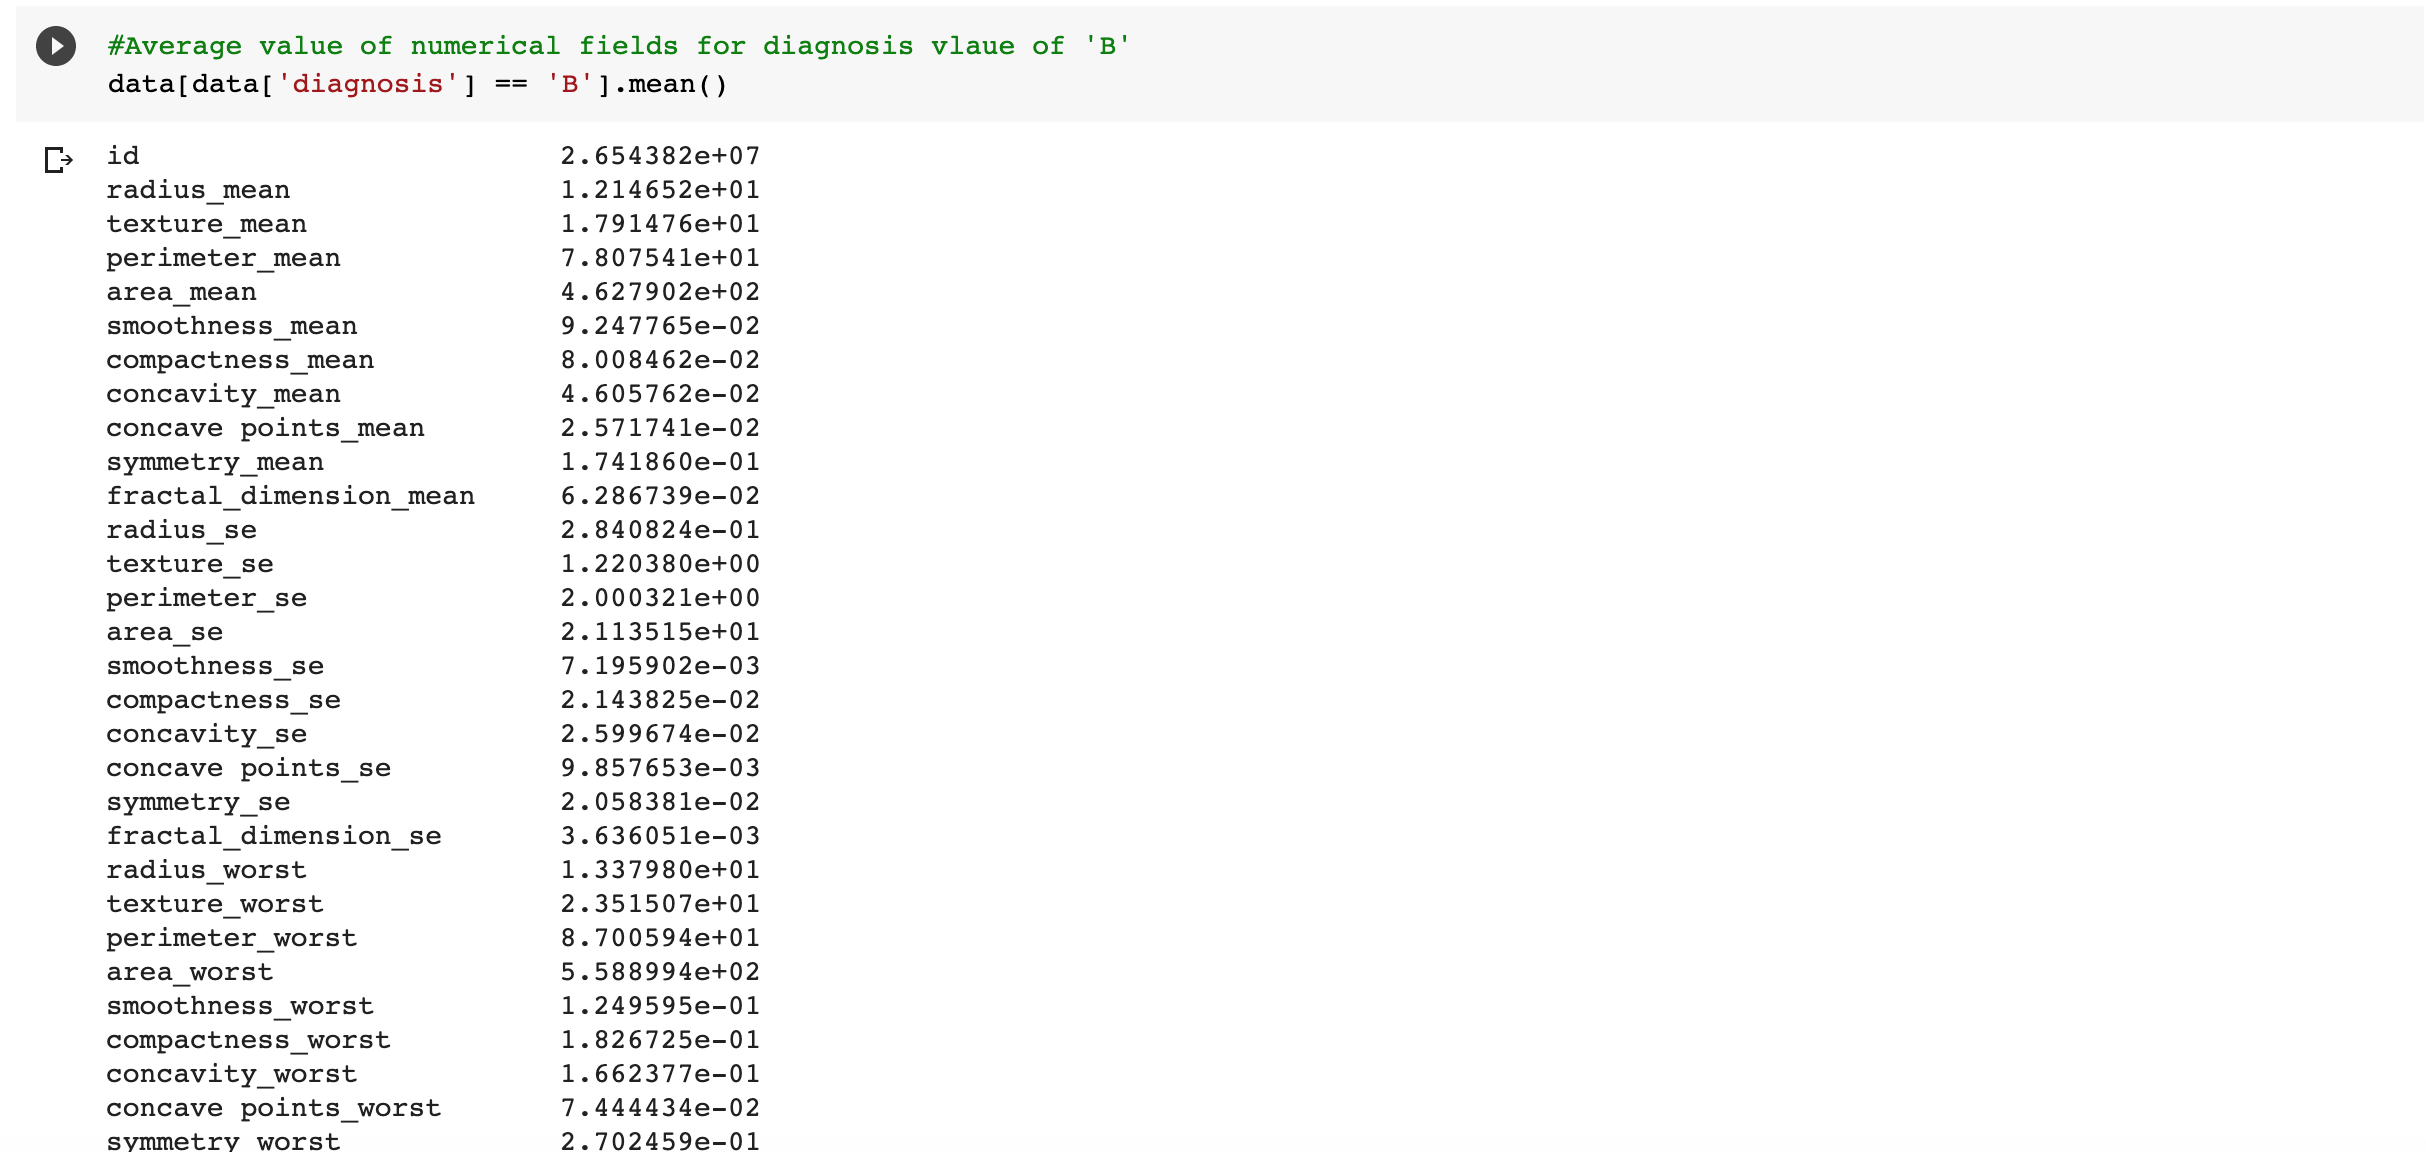 #Average value of numerical fields for diagnosis vlaue of 'B'
data[data['diagnosis'] == 'B'].mean()
id 2.654382e+07
radius_mean 1.214652e+01
texture_mean 1.791476e+01
perimeter_mean 7.807541e+01
area_mean 4.627902e+02
smoothness_mean 9.247765e-02
compactness_mean 8.008462e-02
concavity_mean 4.605762e-02
concave points_mean 2.571741e-02
symmetry_mean 1.741860e-01
fractal_dimension_mean 6.286739e-02
radius_se 2.840824e-01
texture_se 1.220380e+00
perimeter_se 2.000321e+00
area_se 2.113515e+01
smoothness_se 7.195902e-03
compactness_se 2.143825e-02
concavity_se 2.599674e-02
concave points_se 9.857653e-03
symmetry_se 2.058381e-02
fractal_dimension_se 3.636051e-03
radius_worst 1.337980e+01
texture_worst 2.351507e+01
perimeter_worst 8.700594e+01
area_worst 5.588994e+02
smoothness_worst 1.249595e-01
compactness_worst 1.826725e-01
concavity_worst 1.662377e-01
concave points_worst 7.444434e-02
symmetry_worst 2.702459e-01